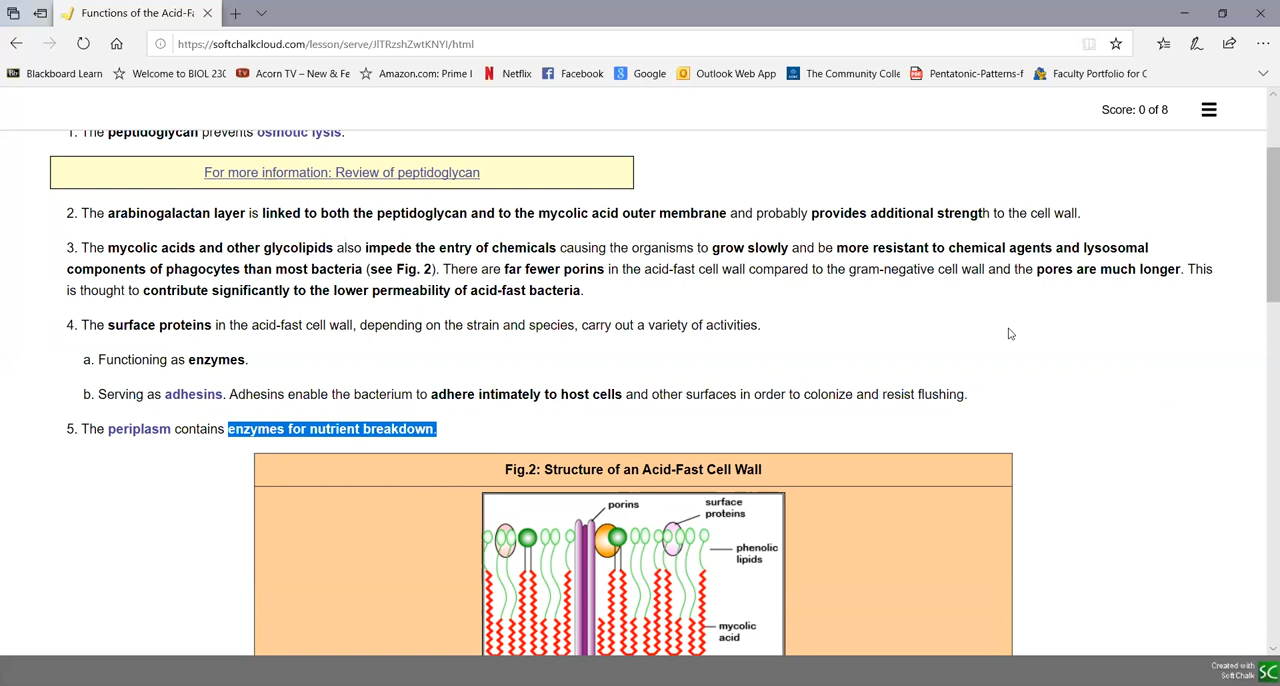 Functions of the Acid-Fa
https://softchalkcloud.com/lesson/serve/JlTRzshZwtKNYI/html
Blackboard Learn
Welcome to BIOL 230
Acorn TV – New & Fe
Amazon.com: Prime I
Netflix
Facebook
Google
Outlook Web App
The Community Colle
Pentatonic-Patterns-f
Faculty Portfolio for C
Score: 0 of 8
1. The peptidoglycan prevents osmotic lysis.
For more information: Review of peptidoglycan
2. The arabinogalactan layer is linked to both the peptidoglycan and to the mycolic acid outer membrane and probably provides additional strength to the cell wall.
3. The mycolic acids and other glycolipids also impede the entry of chemicals causing the organisms to grow slowly and be more resistant to chemical agents and lysosomal
components of phagocytes than most bacteria (see Fig. 2). There are far fewer porins in the acid-fast cell wall compared to the gram-negative cell wall and the pores are much longer. This
is thought to contribute significantly to the lower permeability of acid-fast bacteria.
4. The surface proteins in the acid-fast cell wall, depending on the strain and species, carry out a variety of activities.
a. Functioning as enzymes.
b. Serving as adhesins. Adhesins enable the bacterium to adhere intimately to host cells and other surfaces in order to colonize and resist flushing.
5. The periplasm contains enzymes for nutrient breakdown.
Fig.2: Structure of an Acid-Fast Cell Wall
porins
surface
proteins
phenolic
lipids
mycolic
acid
Created with
SoftChalk
SC